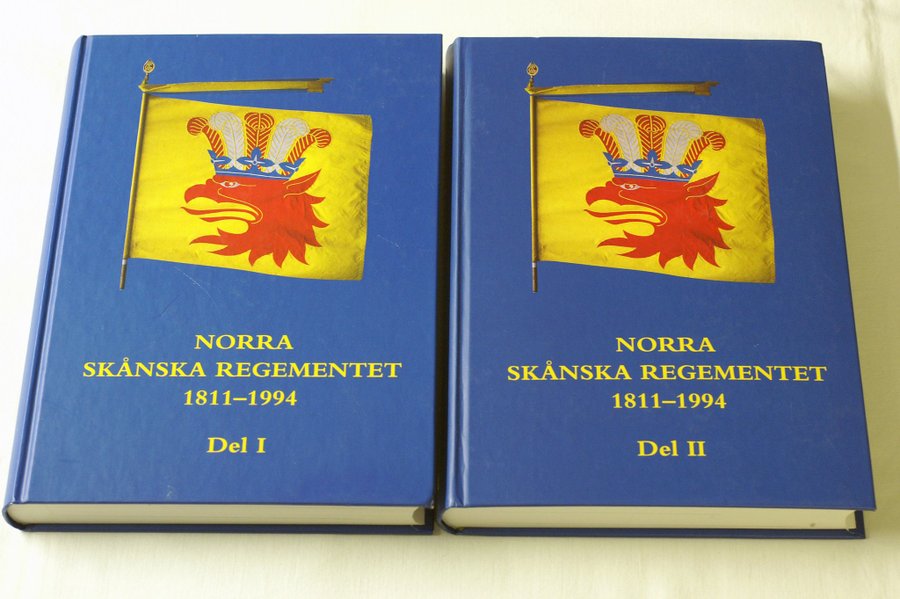 NORRA
SKÅNSKA REGEMENTET
1811–1994
Del I
NORRA
SKÅNSKA REGEMENTET
1811–1994
Del II